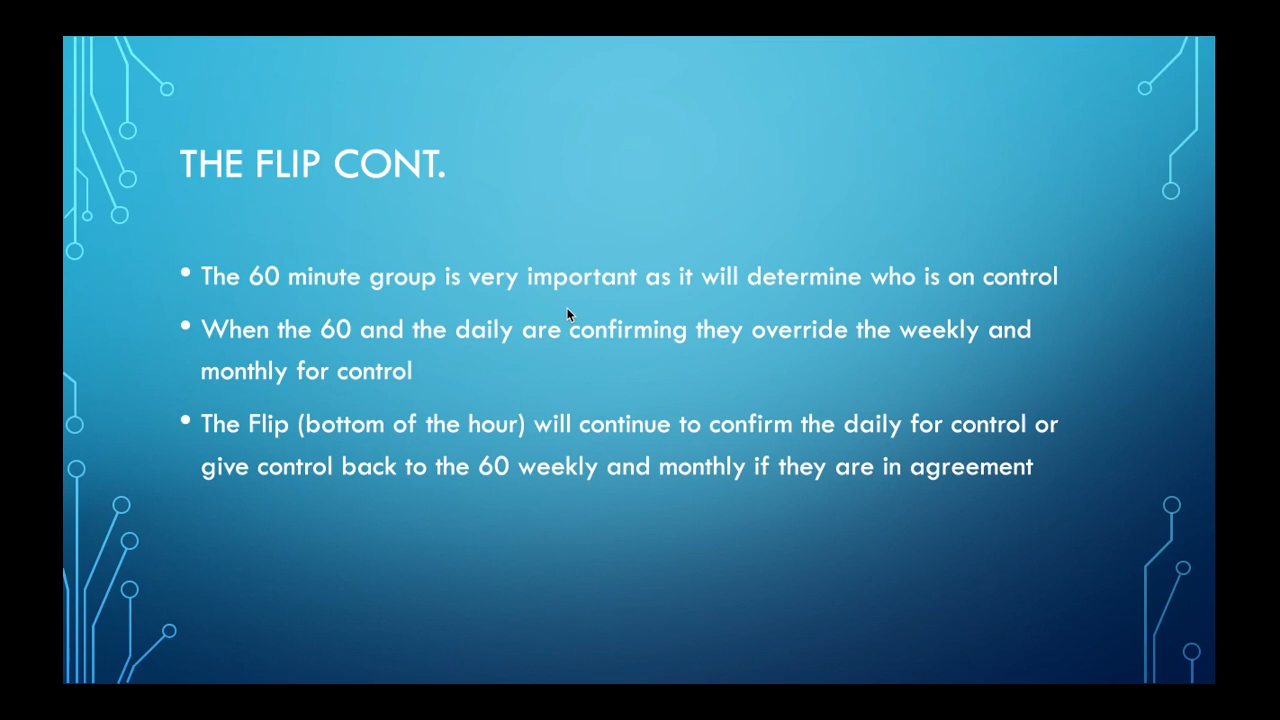 THE FLIP CONT.
• The 60 minute group is very important as it will determine who is on control
• When the 60 and the daily are confirming they override the weekly and
monthly for control
• The Flip (bottom of the hour) will continue to confirm the daily for control or
give control back to the 60 weekly and monthly if they are in agreement